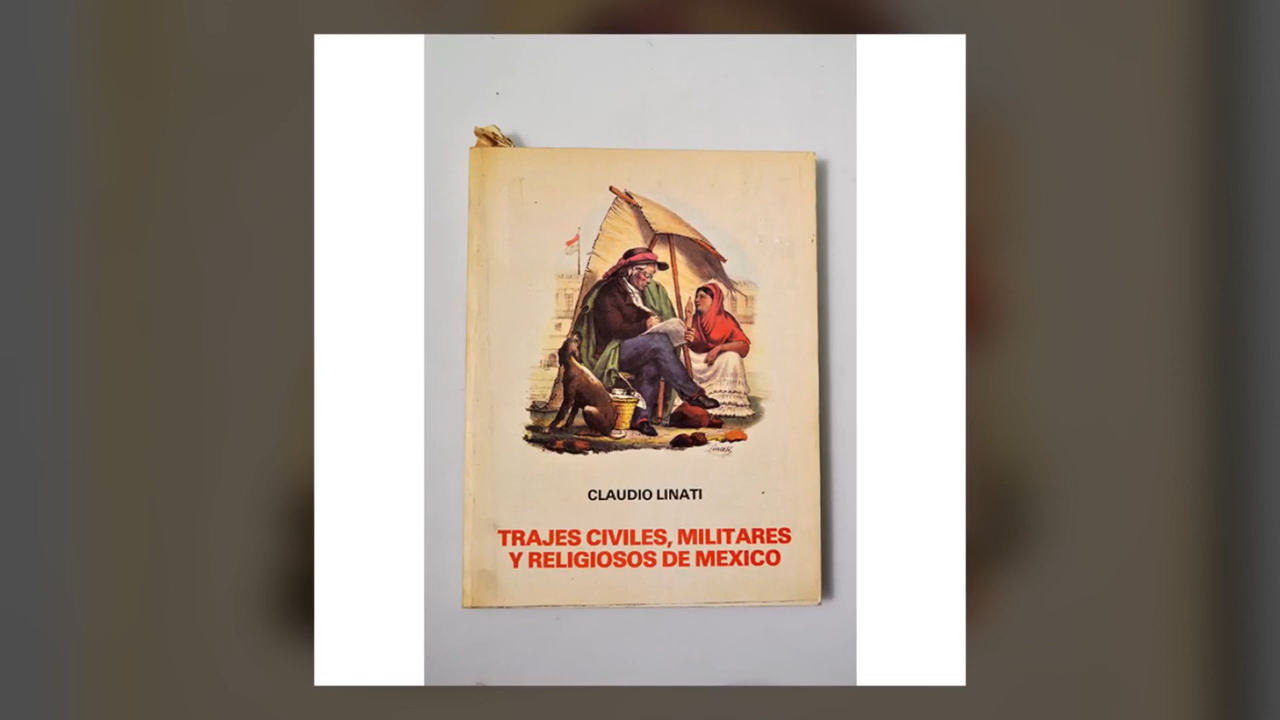 CLAUDIO LINATI
TRAJES CIVILES, MILITARES
Y RELIGIOSOS DE MEXICO